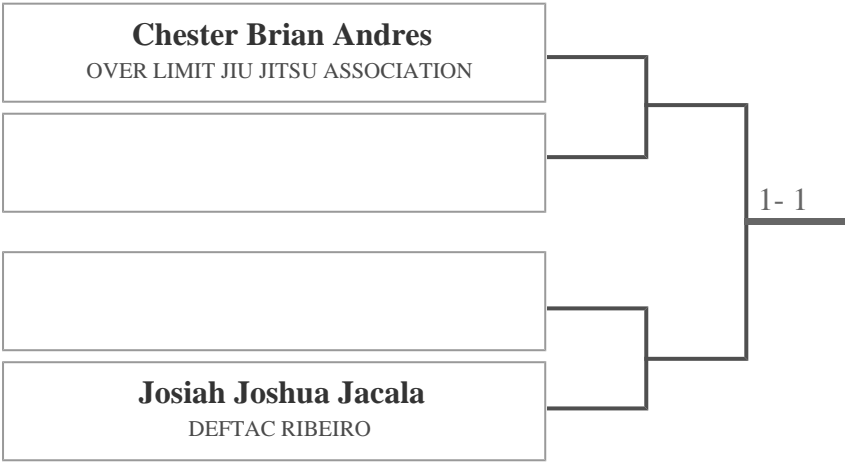 Chester Brian Andres
OVER LIMIT JIU JITSU ASSOCIATION
1- 1
Josiah Joshua Jacala
DEFTAC RIBEIRO